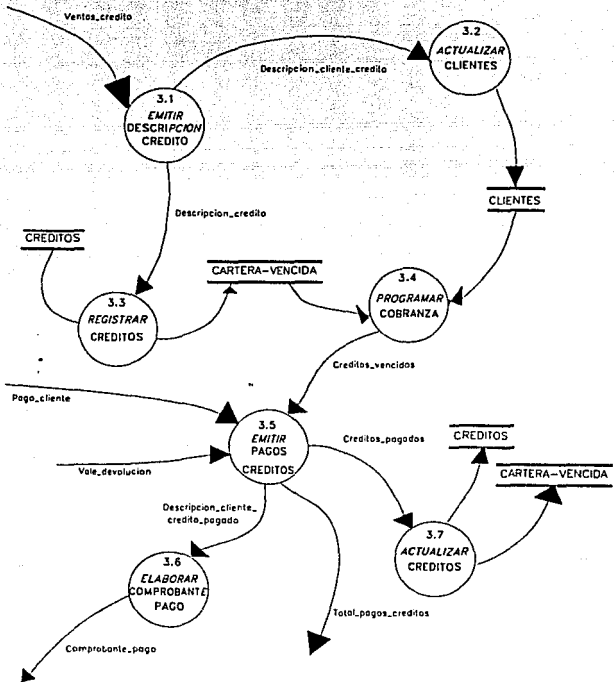 Ventas_credito
3.2
ACTUALIZAR
CLIENTES
Descripcion_cliente_credito
3.1
EMITIR
DESCRIPCION
CREDITO
CLIENTES
Descripcion_credito
CREDITOS
CARTERA-VENCIDA
3.4
PROGRAMAR
COBRANZA
3.3
REGISTRAR
CREDITOS
Creditos_vencidos
Pago_cliente
3.5
EMITIR
PAGOS
CREDITOS
Creditos_pagados
CREDITOS
CARTERA-VENCIDA
Vale_devolucion
Descripcion_cliente_
credito_pagado
3.7
ACTUALIZAR
CREDITOS
3.6
ELABORAR
COMPROBANTE
PAGO
Total_pagos_creditos
Comprobante_pago